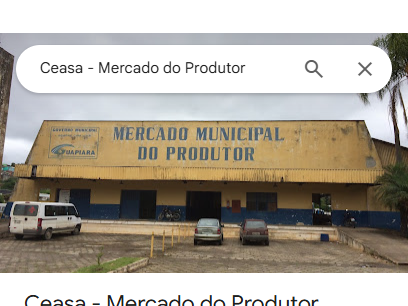 Ceasa - Mercado do Produtor
GOVERNO MUNICIPAL
GUAPIARA
MERCADO MUNICIPAL
DO PRODUTOR
Ceasa - Mercado do Produtor